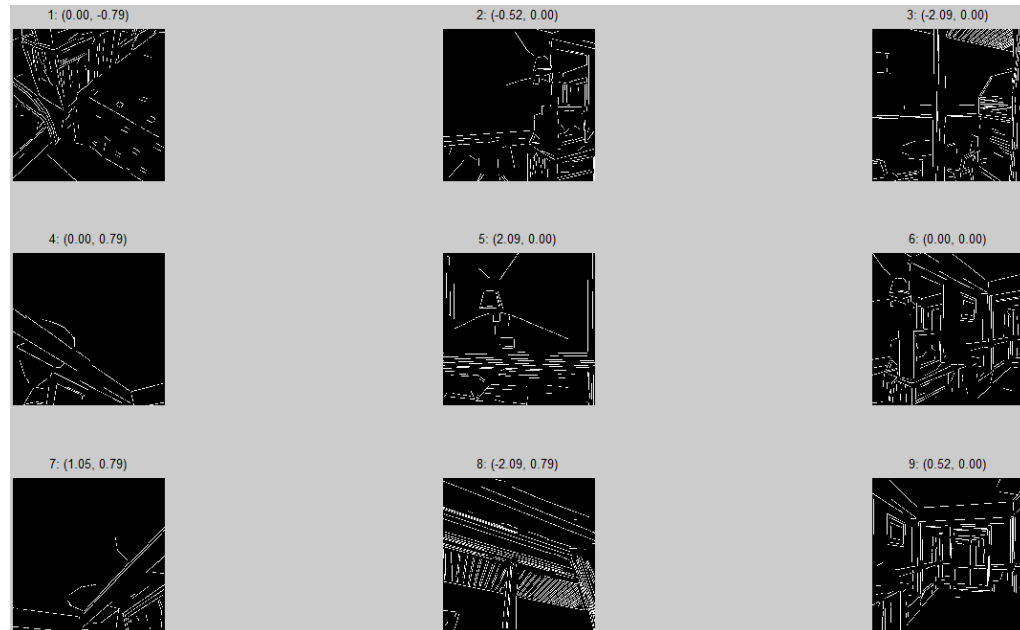 1: (0.00, -0.79)
2: (-0.52, 0.00)
3: (-2.09, 0.00)
4: (0.00, 0.79)
5: (2.09, 0.00)
6: (0.00, 0.00)
7: (1.05, 0.79)
8: (-2.09, 0.79)
9: (0.52, 0.00)